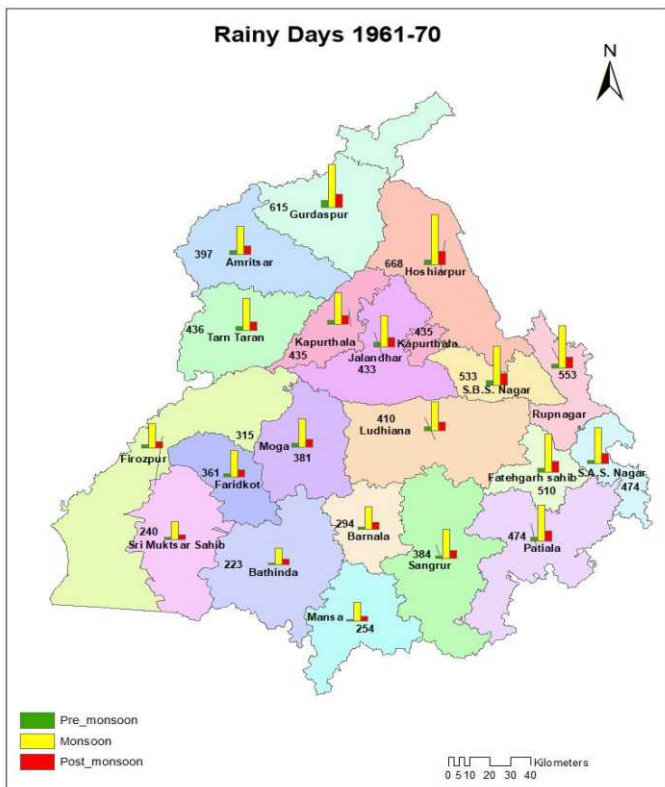 Rainy Days 1961-70
N
615
Gurdaspur
397
Amritsar
668
Hoshiarpur
436
Tarn Taran
Kapurthala
435
Jalandhar
433
435
Kapurthala
533
S.B.S. Nagar
553
Rupnagar
410
Ludhiana
315
Firozpur
Moga
381
361
Faridkot
Fatehgarh sahib
510
S.A.S. Nagar
474
240
Sri Muktsar Sahib
223
Bathinda
294
Barnala
384
Sangrur
474
Patiala
Mansa
254
Pre_monsoon
Monsoon
Post_monsoon
Kilometers
0 5 10 20 30 40